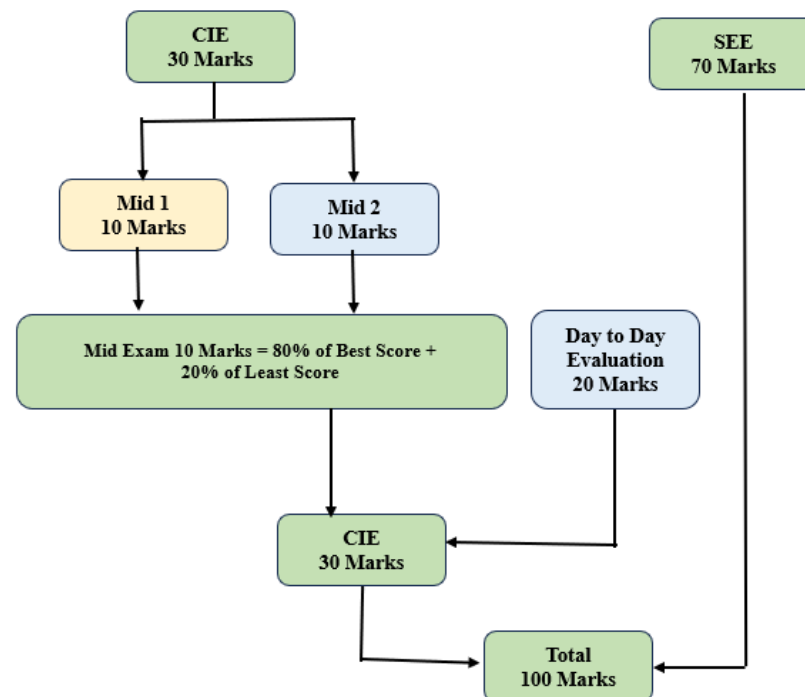 CIE
30 Marks
SEE
70 Marks
Mid 1
10 Marks
Mid 2
10 Marks
Mid Exam 10 Marks = 80% of Best Score +
20% of Least Score
Day to Day
Evaluation
20 Marks
CIE
30 Marks
Total
100 Marks